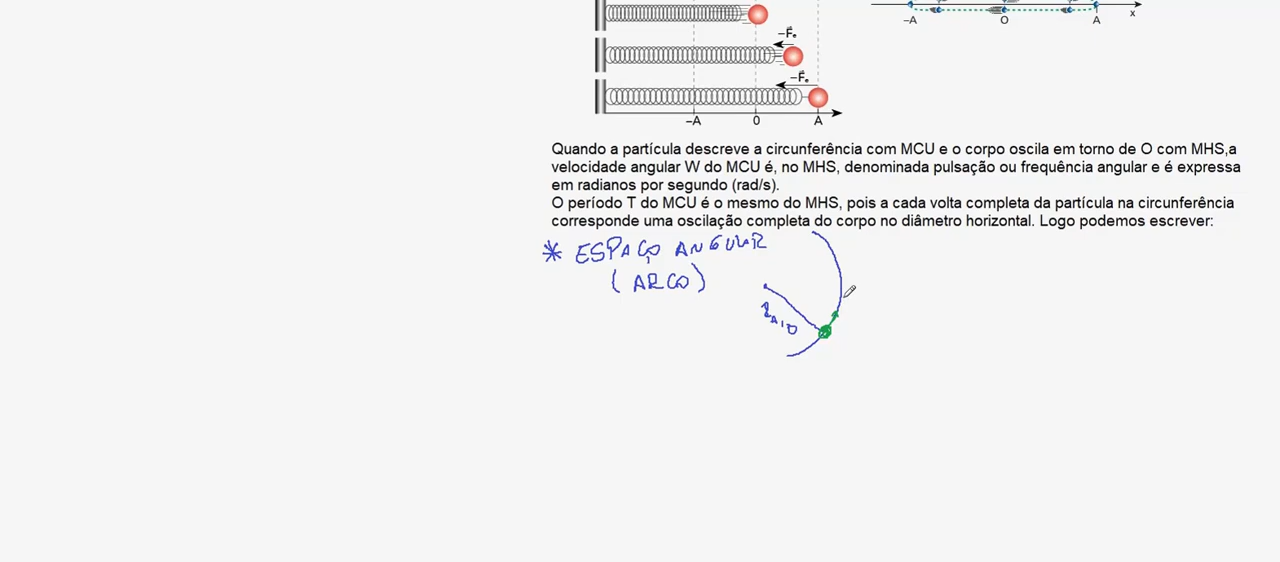 -A O A x
-Fₑ
-Fₑ
-A 0 A
Quando a partícula descreve a circunferência com MCU e o corpo oscila em torno de O com MHS,a
velocidade angular W do MCU é, no MHS, denominada pulsação ou frequência angular e é expressa
em radianos por segundo (rad/s).
O período T do MCU é o mesmo do MHS, pois a cada volta completa da partícula na circunferência
corresponde uma oscilação completa do corpo no diâmetro horizontal. Logo podemos escrever:
* ESPAÇO ANGULAR
(ARCO)
RAIO